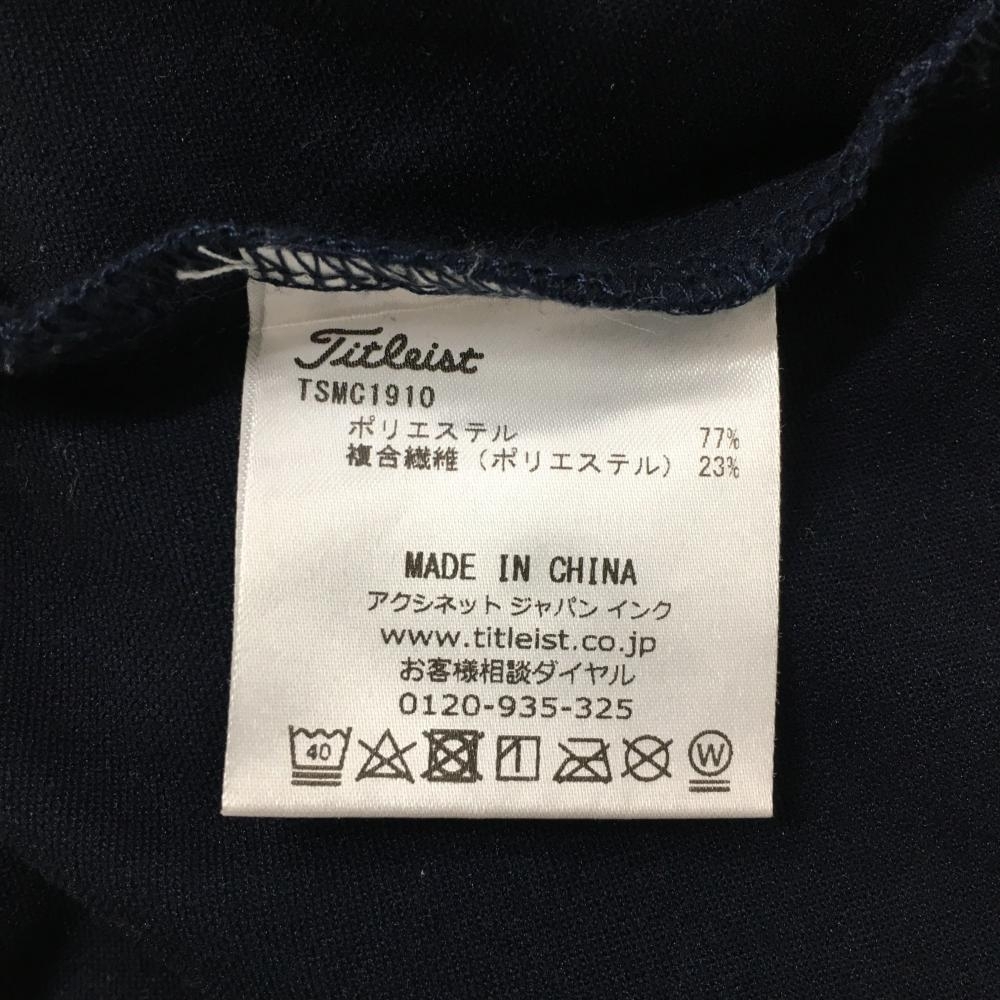 Titleist
TSMC1910
ポリエステル 77%
複合繊維（ポリエステル） 23%
MADE IN CHINA
アクシネット ジャパン インク
www.titleist.co.jp
お客様相談ダイヤル
0120-935-325
40 W